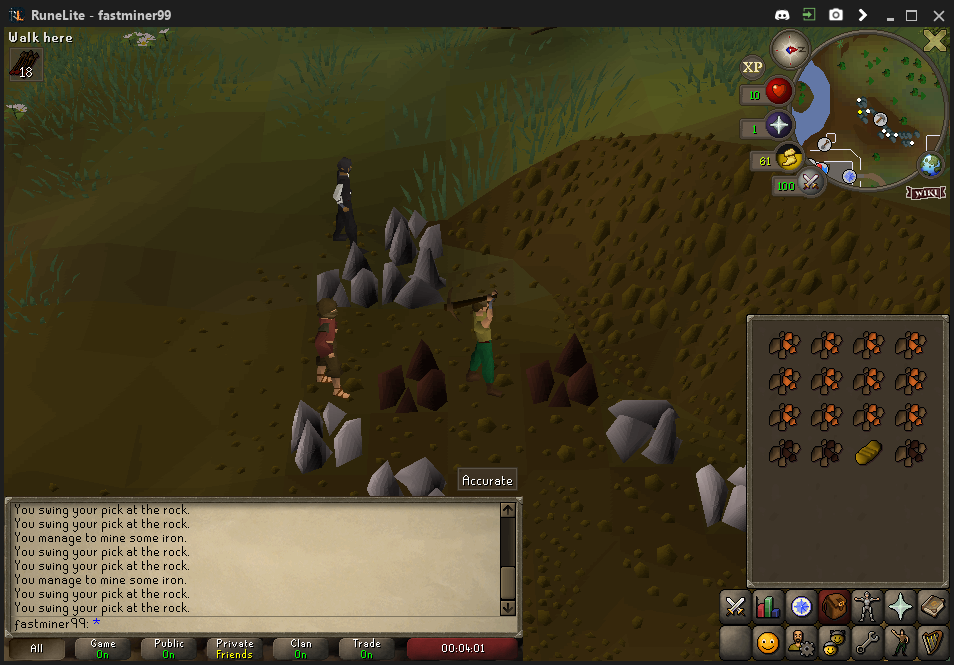 RuneLite - fastminer99
Walk here
18
XP
10
1
61
100
WIKI
Accurate
You swing your pick at the rock.
You swing your pick at the rock.
You manage to mine some iron.
You swing your pick at the rock.
You swing your pick at the rock.
You manage to mine some iron.
You swing your pick at the rock.
You swing your pick at the rock.
fastminer99: *
All
Game
On
Public
On
Private
Friends
Clan
On
Trade
On
00:04:01